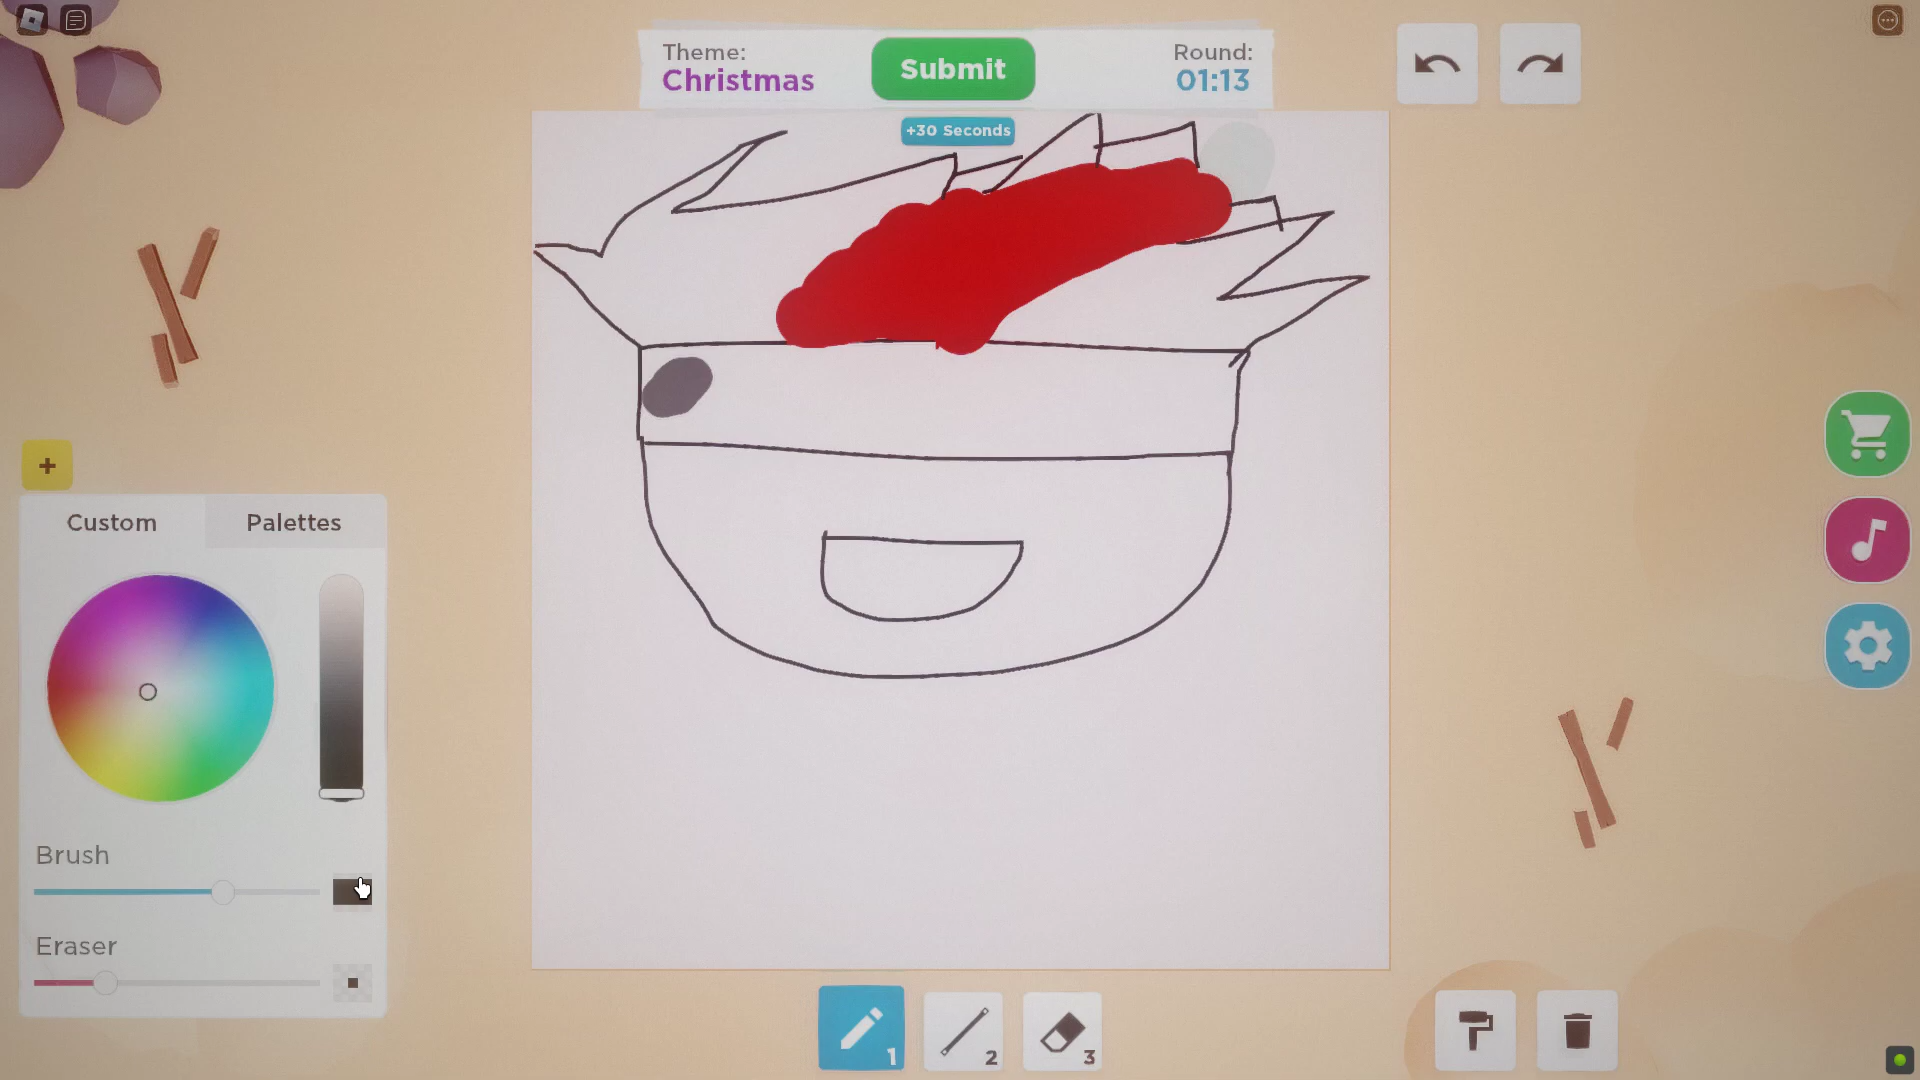 Theme:
Christmas
Submit
Round:
01:13
+30 Seconds
+
Custom
Palettes
Brush
Eraser
1
2
3